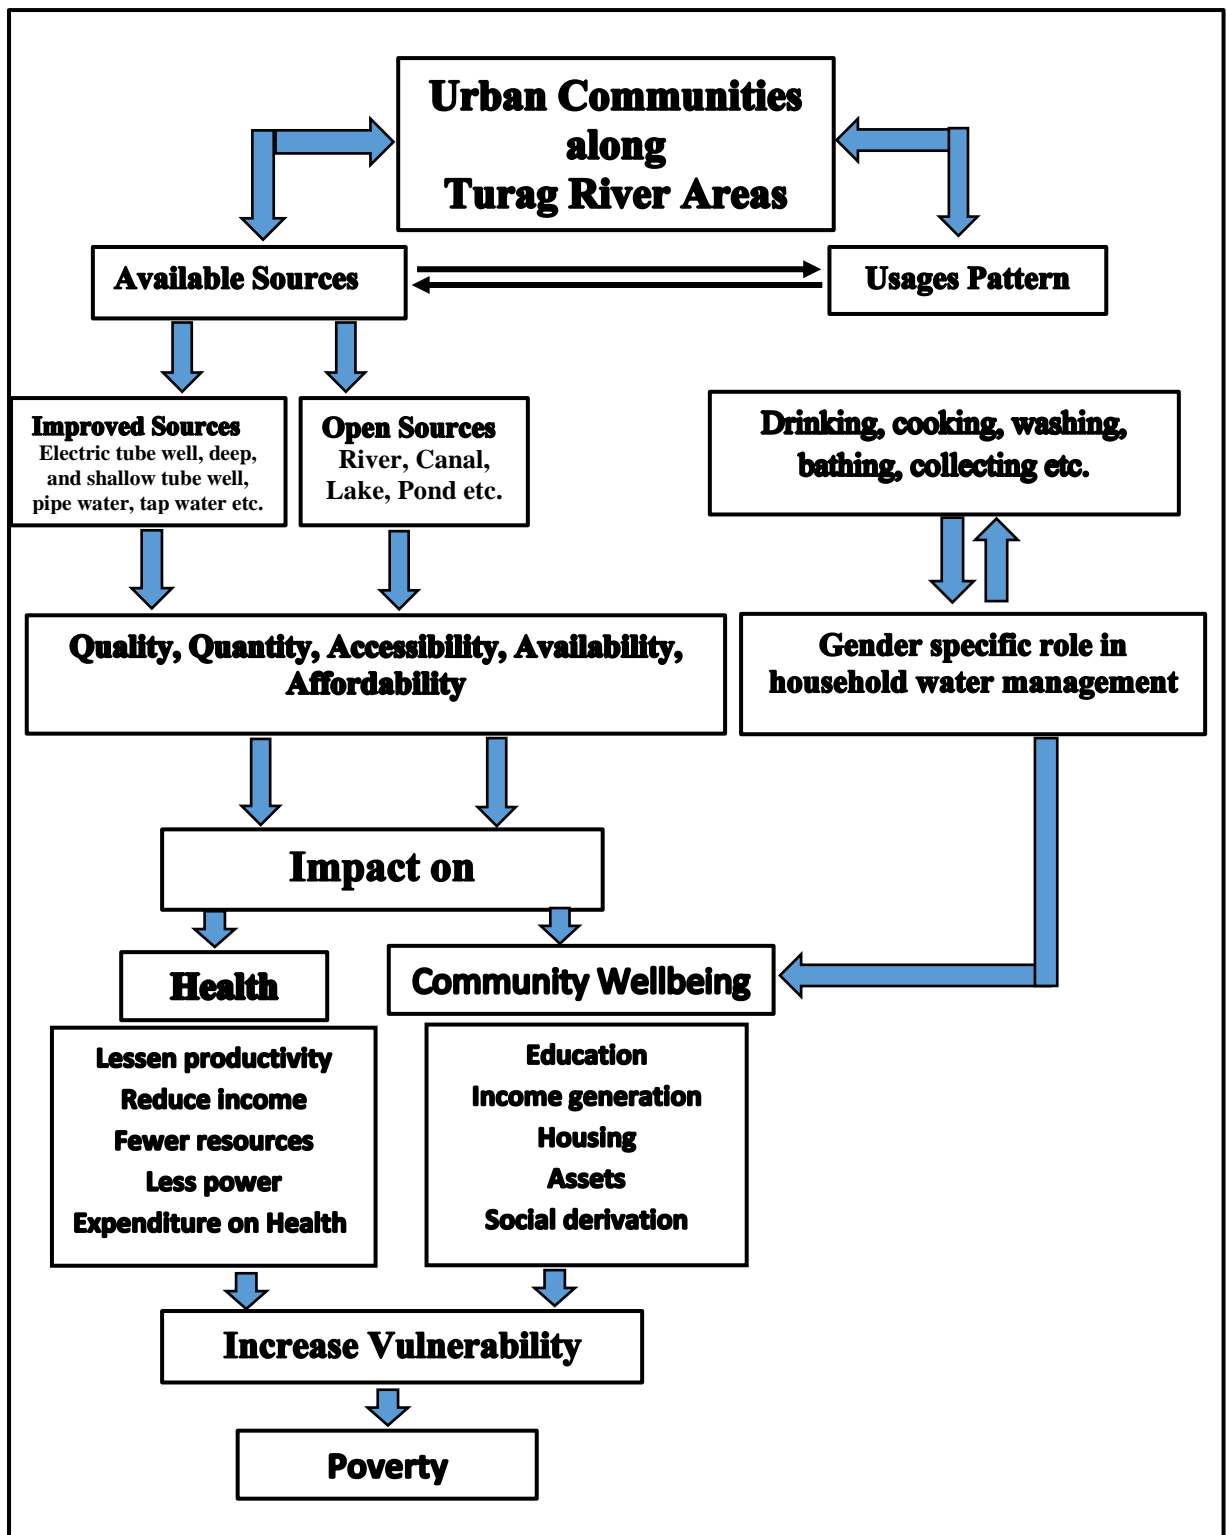 Urban Communities
along
Turag River Areas
Available Sources
Usages Pattern
Improved Sources
Electric tube well, deep,
and shallow tube well,
pipe water, tap water etc.
Open Sources
River, Canal,
Lake, Pond etc.
Drinking, cooking, washing,
bathing, collecting etc.
Quality, Quantity, Accessibility, Availability,
Affordability
Gender specific role in
household water management
Impact on
Health
Community Wellbeing
Lessen productivity
Reduce income
Fewer resources
Less power
Expenditure on Health
Education
Income generation
Housing
Assets
Social derivation
Increase Vulnerability
Poverty